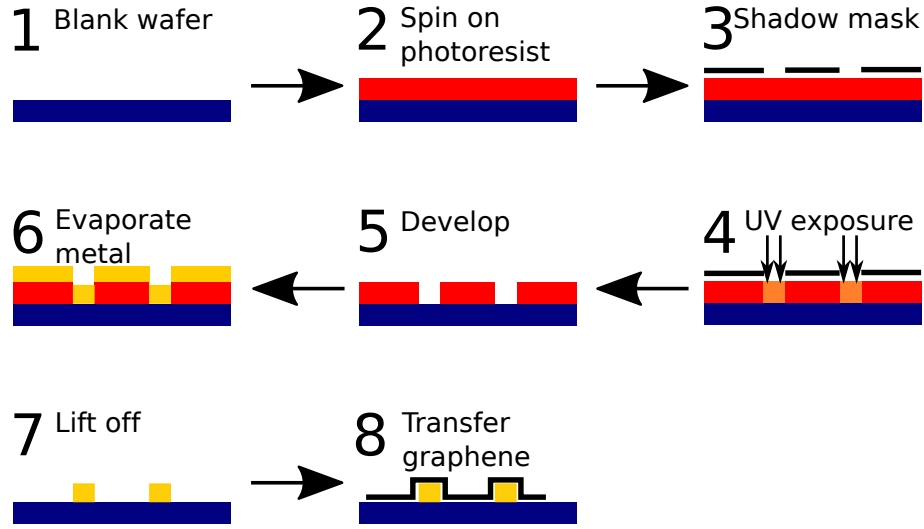 1 Blank wafer
2 Spin on
photoresist
3 Shadow mask
4 UV exposure
5 Develop
6 Evaporate
metal
7 Lift off
8 Transfer
graphene